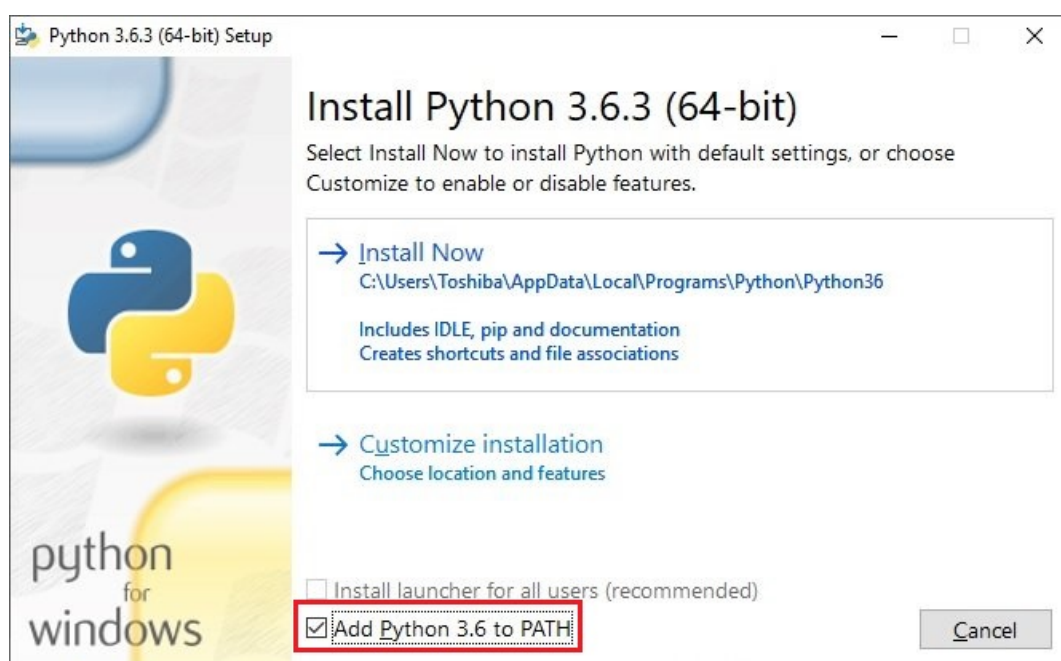 Python 3.6.3 (64-bit) Setup
Install Python 3.6.3 (64-bit)
Select Install Now to install Python with default settings, or choose
Customize to enable or disable features.
Install Now
C:\Users\Toshiba\AppData\Local\Programs\Python\Python36
Includes IDLE, pip and documentation
Creates shortcuts and file associations
Customize installation
Choose location and features
python
for
windows
Install launcher for all users (recommended)
Add Python 3.6 to PATH
Cancel